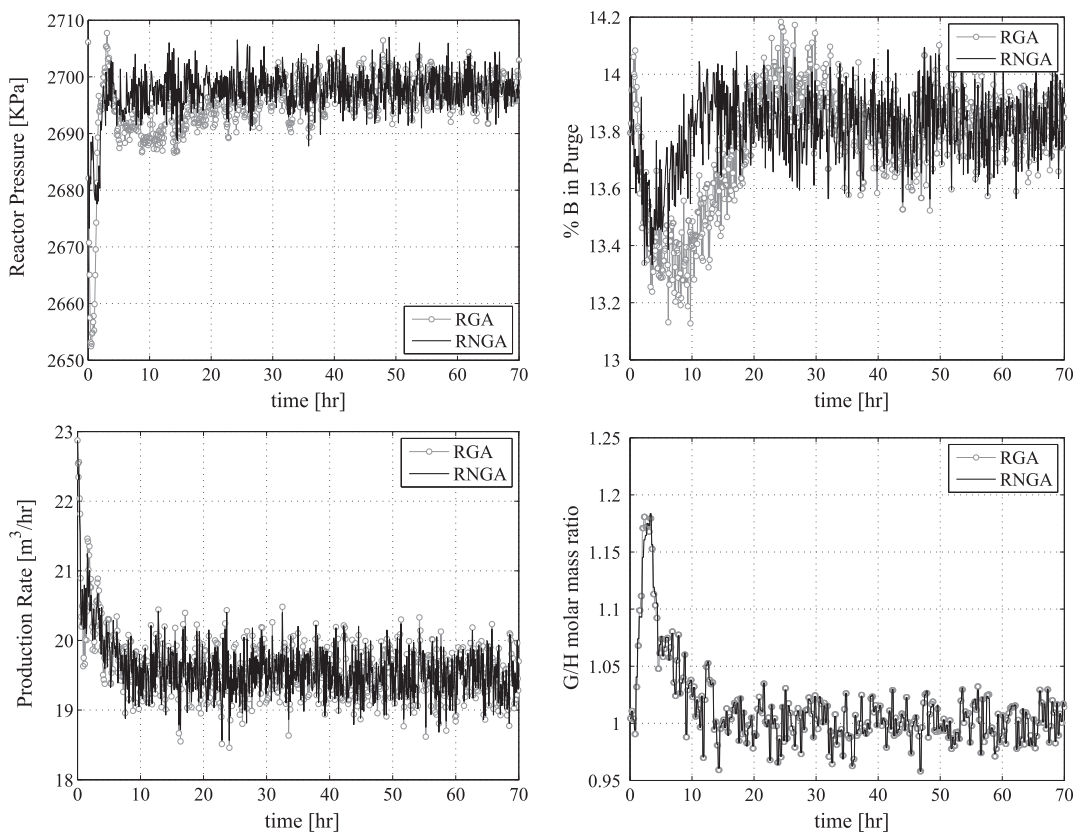 2710
2700
2690
2680
2670
2660
2650
Reactor Pressure [KPa]
RGA
RNGA
0 10 20 30 40 50 60 70
time [hr]
14.2
14
13.8
13.6
13.4
13.2
13
% B in Purge
RGA
RNGA
0 10 20 30 40 50 60 70
time [hr]
23
22
21
20
19
18
Production Rate [m³/hr]
RGA
RNGA
0 10 20 30 40 50 60 70
time [hr]
1.25
1.2
1.15
1.1
1.05
1
0.95
G/H molar mass ratio
RGA
RNGA
0 10 20 30 40 50 60 70
time [hr]